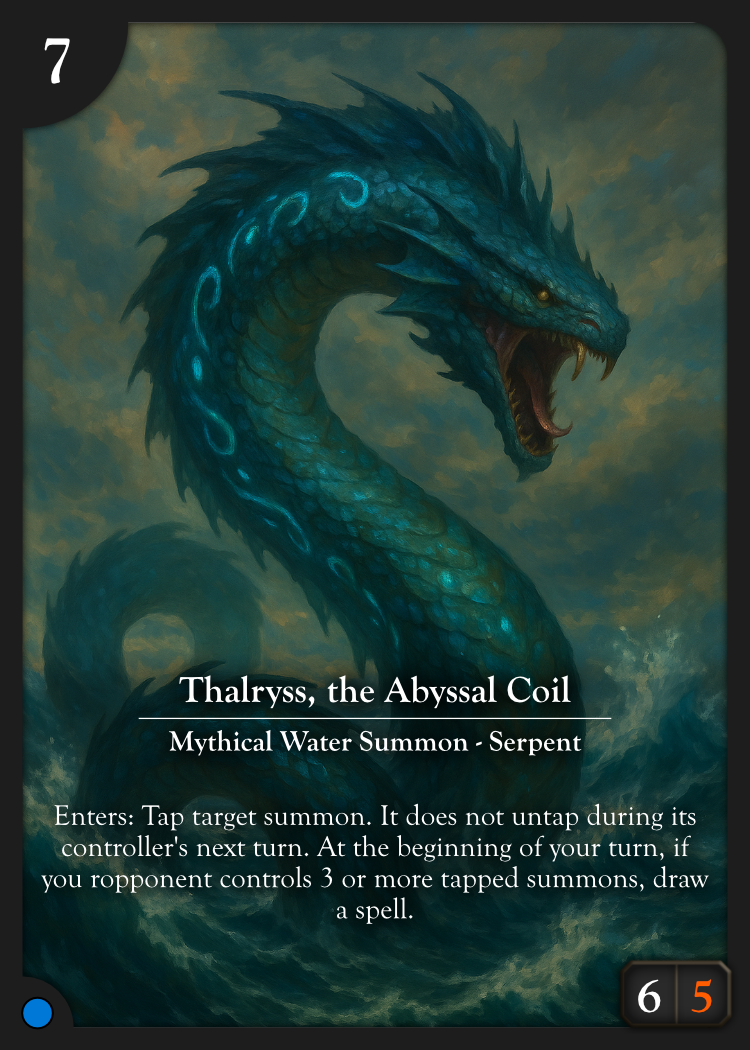 7
Thalryss, the Abyssal Coil
Mythical Water Summon - Serpent
Enters: Tap target summon. It does not untap during its
controller's next turn. At the beginning of your turn, if
you ropponent controls 3 or more tapped summons, draw
a spell.
6 5